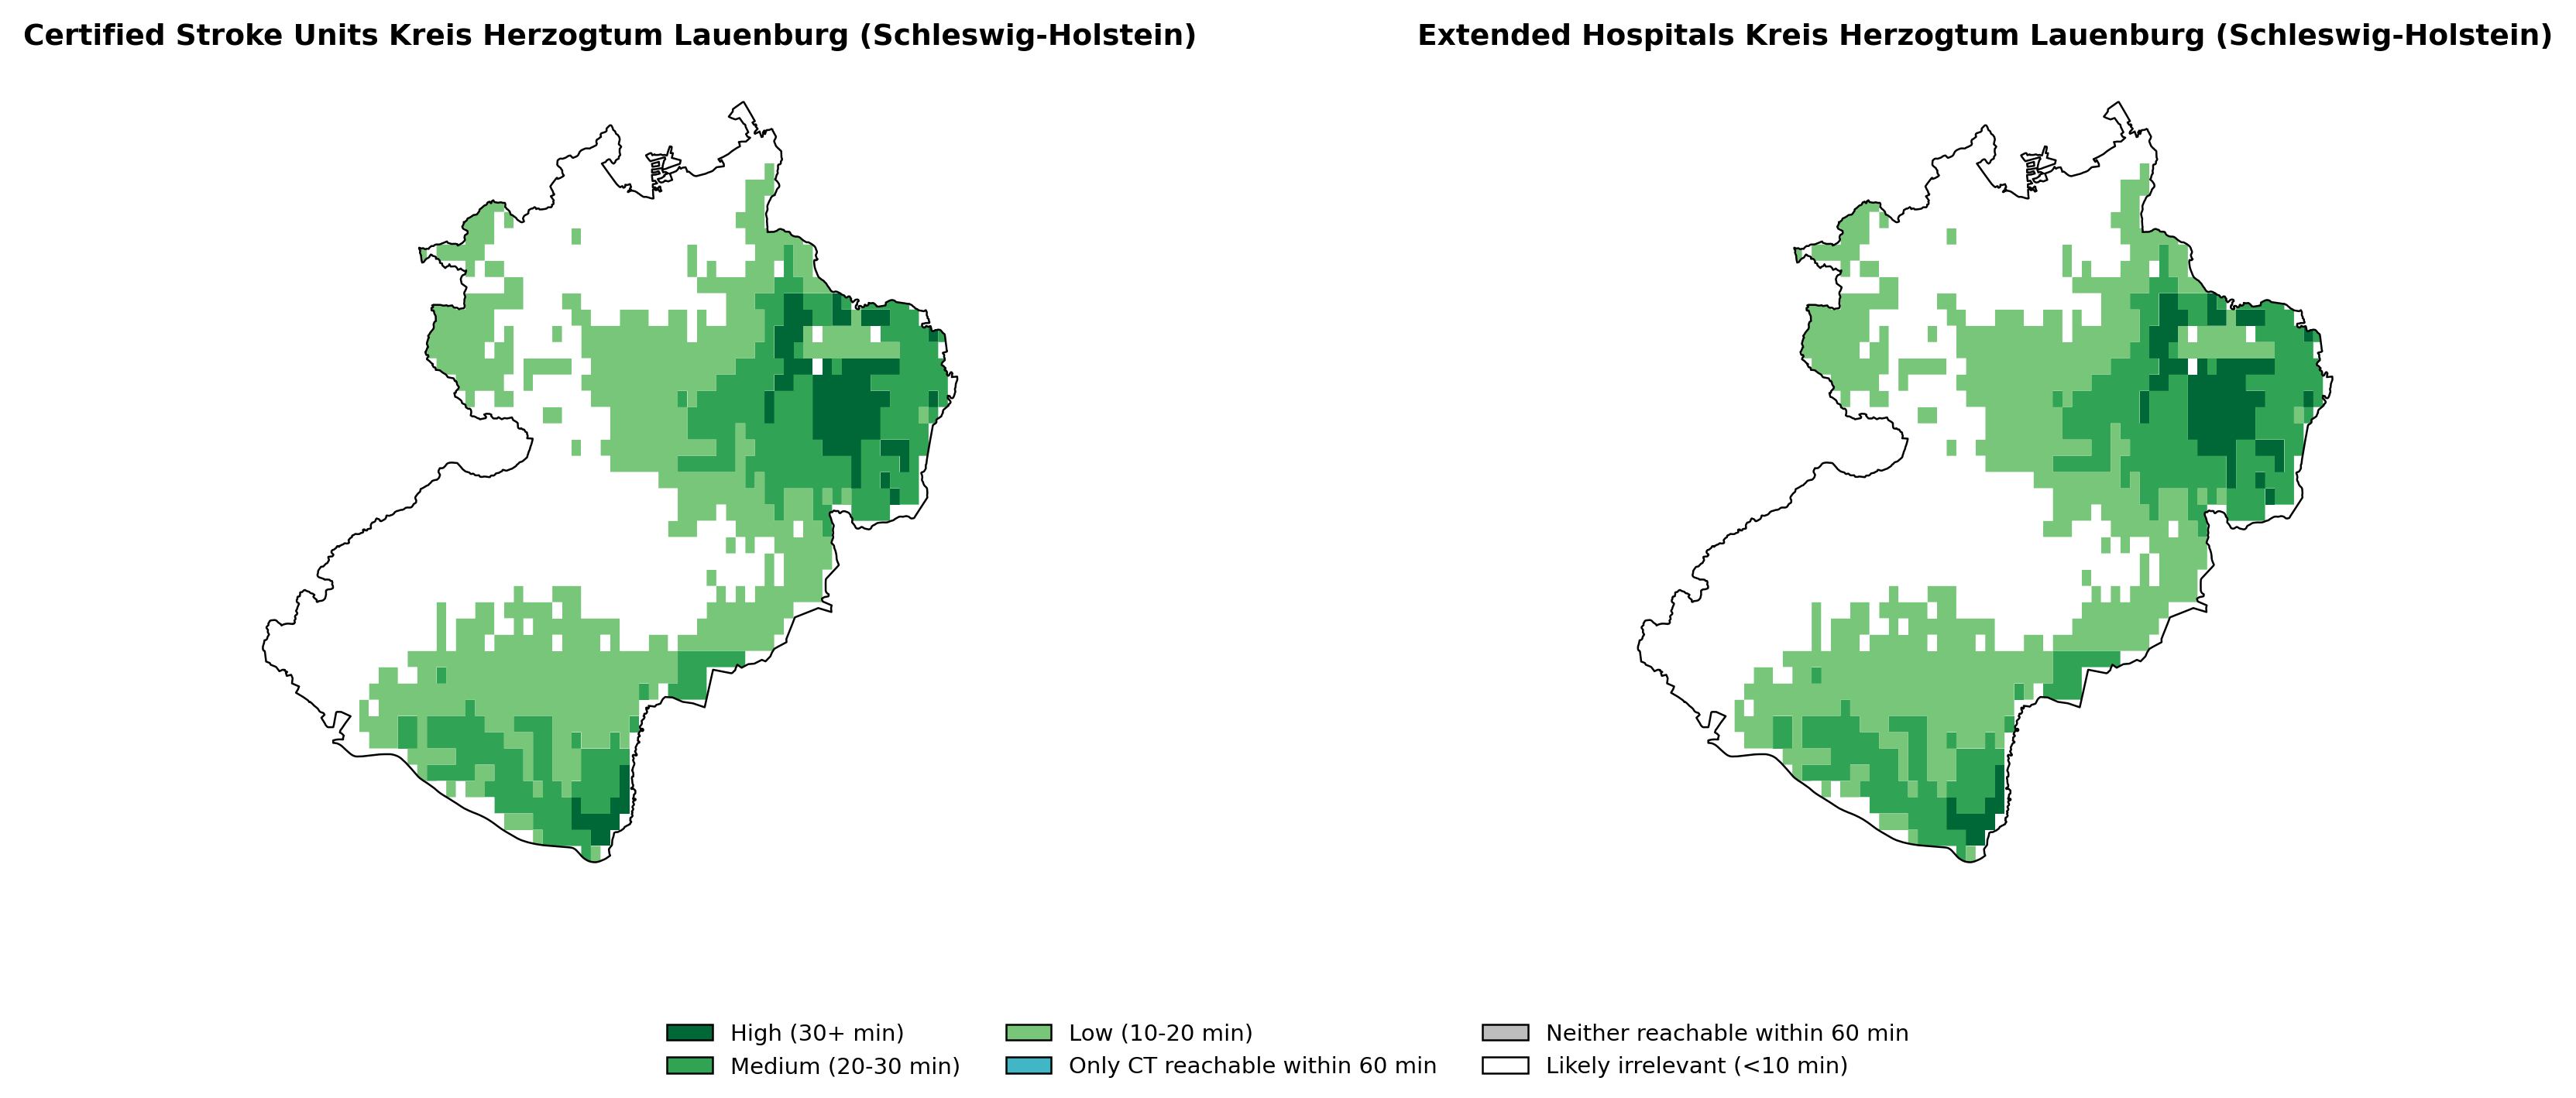 Certified Stroke Units Kreis Herzogtum Lauenburg (Schleswig-Holstein)
Extended Hospitals Kreis Herzogtum Lauenburg (Schleswig-Holstein)
High (30+ min)
Medium (20-30 min)
Low (10-20 min)
Only CT reachable within 60 min
Neither reachable within 60 min
Likely irrelevant (<10 min)